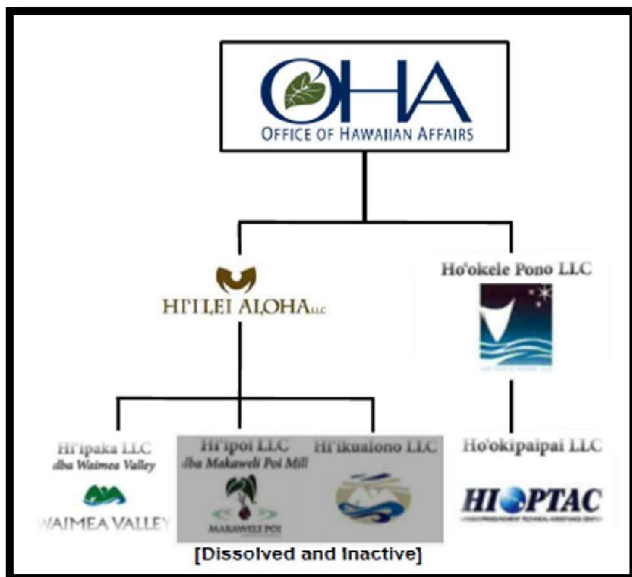 OHA
OFFICE OF HAWAIIAN AFFAIRS
HI'ILEI ALOHA LLC
Ho'okele Pono LLC
Hi'ipaka LLC
dba Waimea Valley
WAIMEA VALLEY
Hi'ipoi LLC
dba Makaweli Poi Mill
MAKAWELI POI
Hi'ikualono LLC
[Dissolved and Inactive]
Ho'okipaipai LLC
HI PTAC